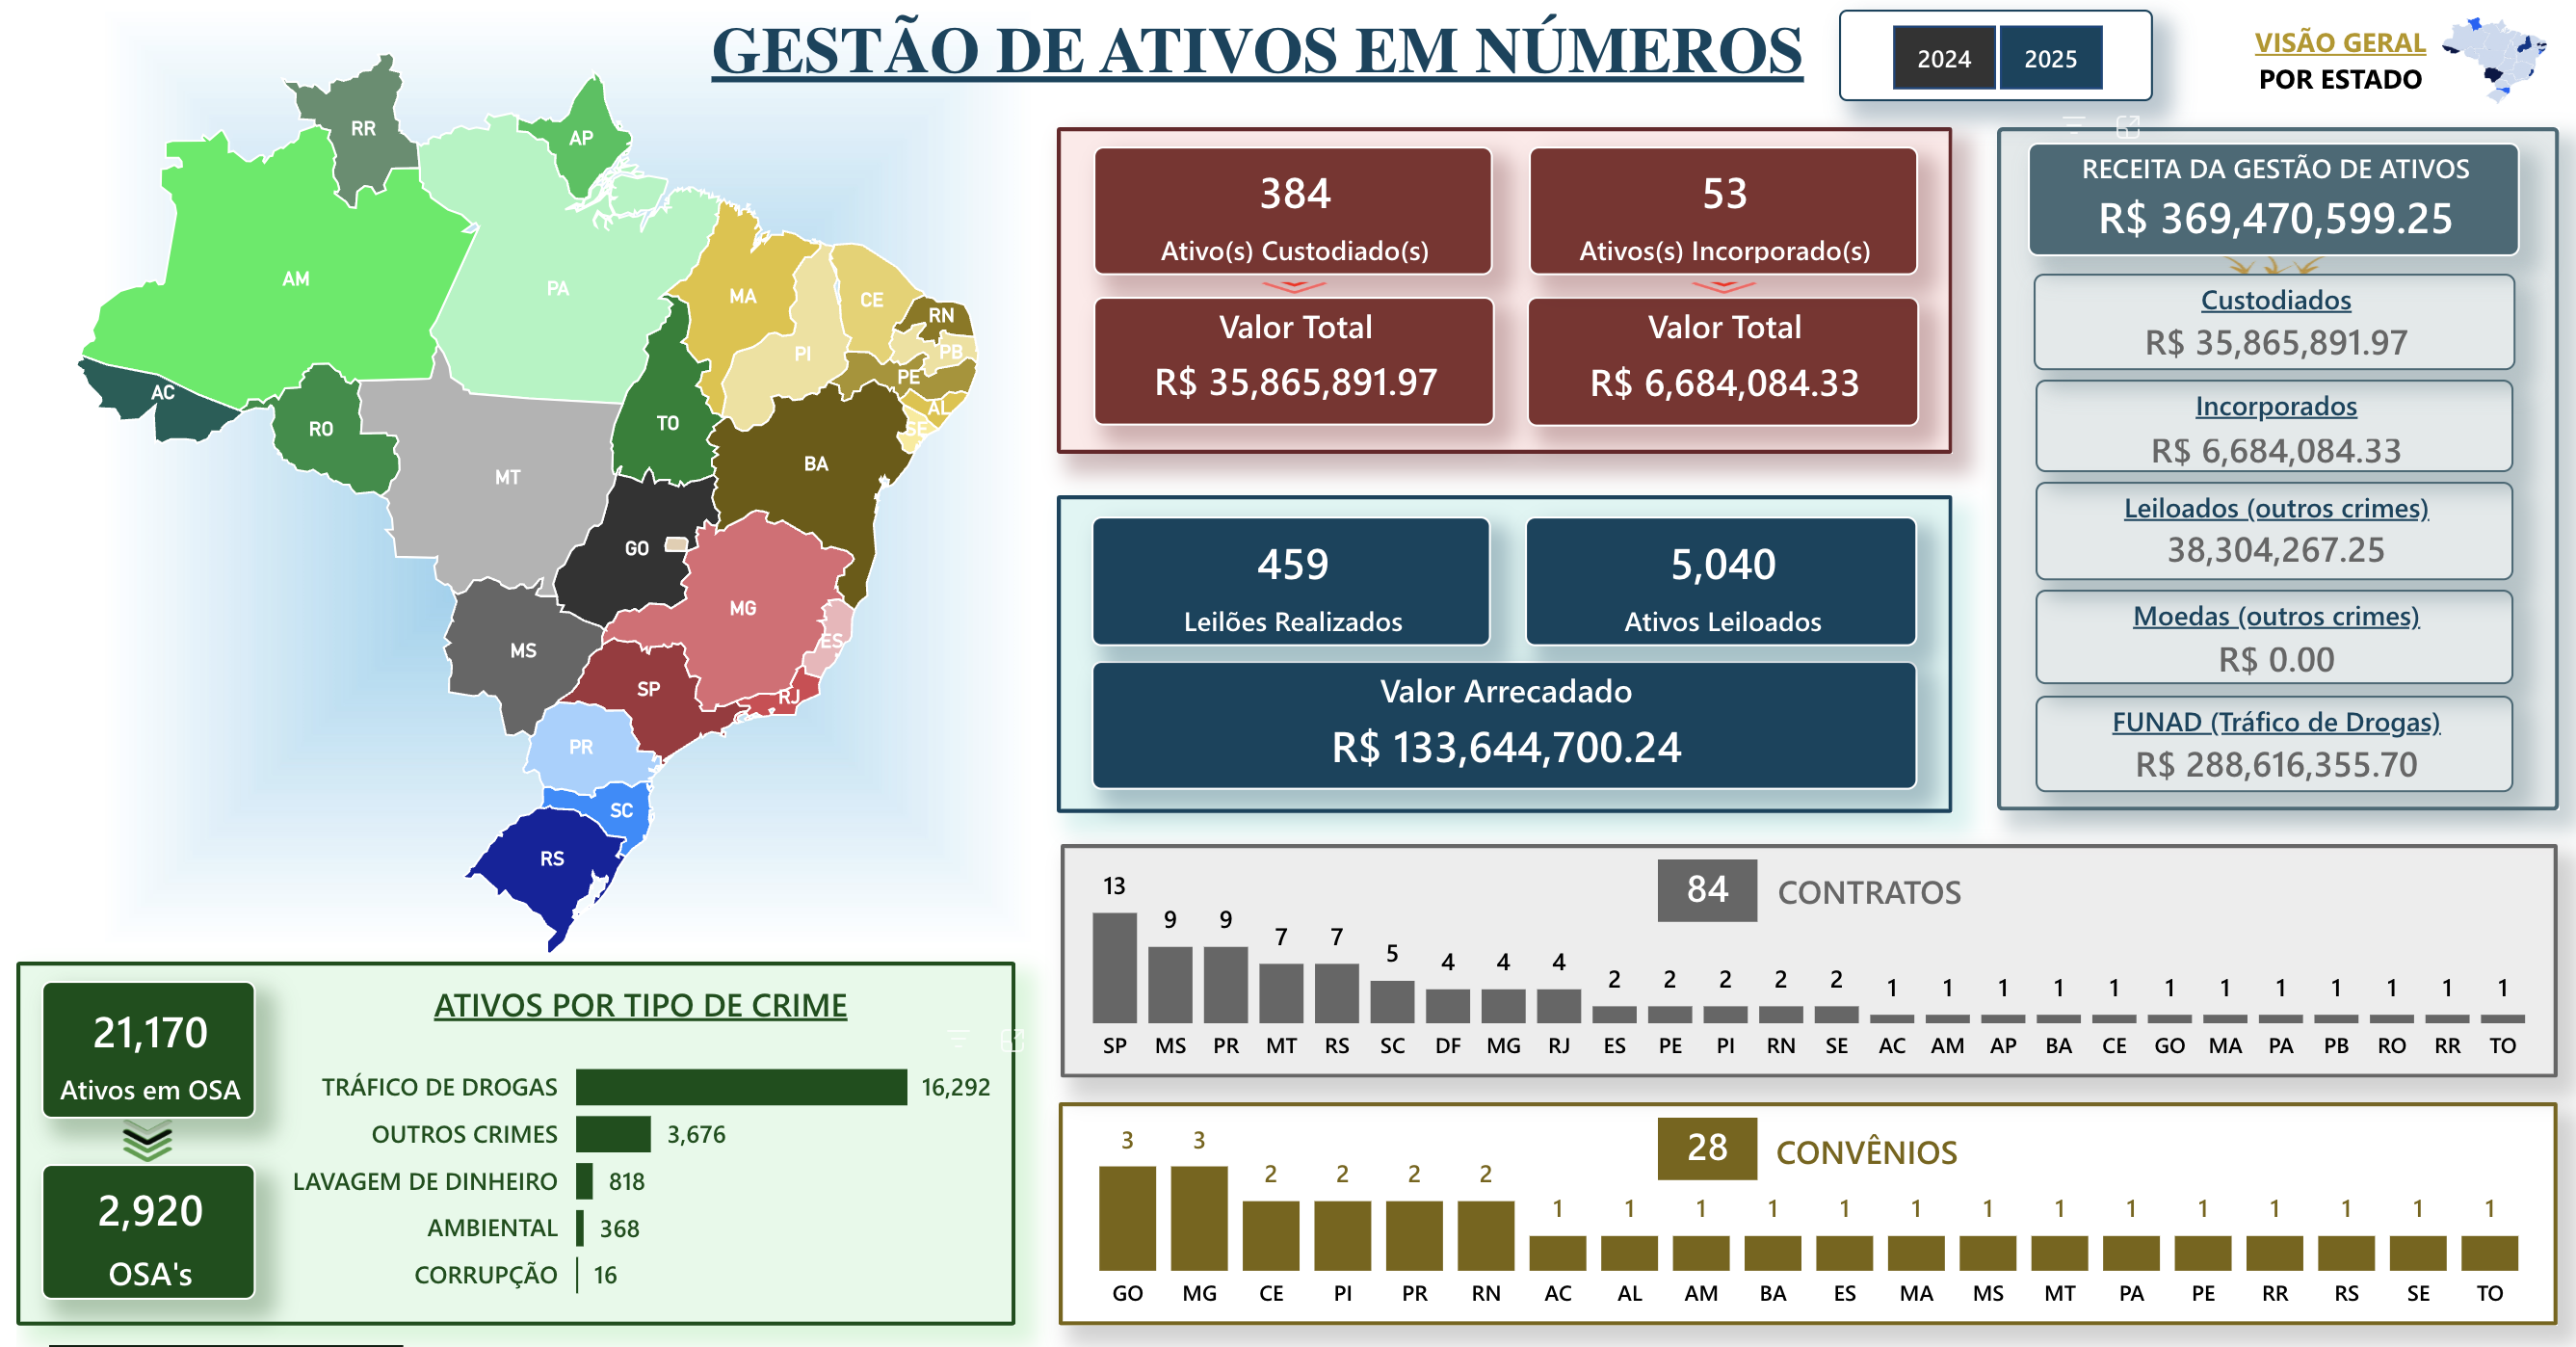 GESTÃO DE ATIVOS EM NÚMEROS
2024
2025
VISÃO GERAL
POR ESTADO
RR
AP
AM
PA
MA
CE
RN
PI
PB
PE
AC
AL
SE
RO
TO
BA
MT
GO
MG
ES
MS
SP
RJ
PR
SC
RS
384
Ativo(s) Custodiado(s)
53
Ativos(s) Incorporado(s)
Valor Total
R$ 35,865,891.97
Valor Total
R$ 6,684,084.33
459
Leilões Realizados
5,040
Ativos Leiloados
Valor Arrecadado
R$ 133,644,700.24
RECEITA DA GESTÃO DE ATIVOS
R$ 369,470,599.25
Custodiados
R$ 35,865,891.97
Incorporados
R$ 6,684,084.33
Leiloados (outros crimes)
38,304,267.25
Moedas (outros crimes)
R$ 0.00
FUNAD (Tráfico de Drogas)
R$ 288,616,355.70
21,170
Ativos em OSA
2,920
OSA's
ATIVOS POR TIPO DE CRIME
TRÁFICO DE DROGAS 16,292
OUTROS CRIMES 3,676
LAVAGEM DE DINHEIRO 818
AMBIENTAL 368
CORRUPÇÃO 16
84 CONTRATOS
13 9 9 7 7 5 4 4 4 2 2 2 2 2 1 1 1 1 1 1 1 1 1 1 1 1
SP MS PR MT RS SC DF MG RJ ES PE PI RN SE AC AM AP BA CE GO MA PA PB RO RR TO
28 CONVÊNIOS
3 3 2 2 2 2 1 1 1 1 1 1 1 1 1 1 1 1 1 1
GO MG CE PI PR RN AC AL AM BA ES MA MS MT PA PE RR RS SE TO